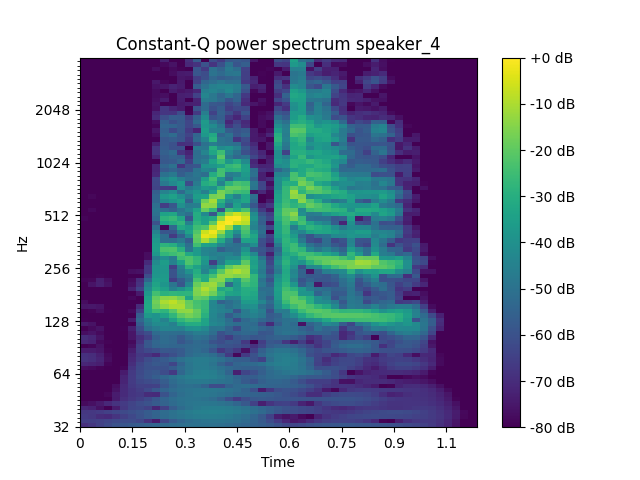 Constant-Q power spectrum speaker_4
Hz
2048
1024
512
256
128
64
32
0 0.15 0.3 0.45 0.6 0.75 0.9 1.1
Time
+0 dB
-10 dB
-20 dB
-30 dB
-40 dB
-50 dB
-60 dB
-70 dB
-80 dB